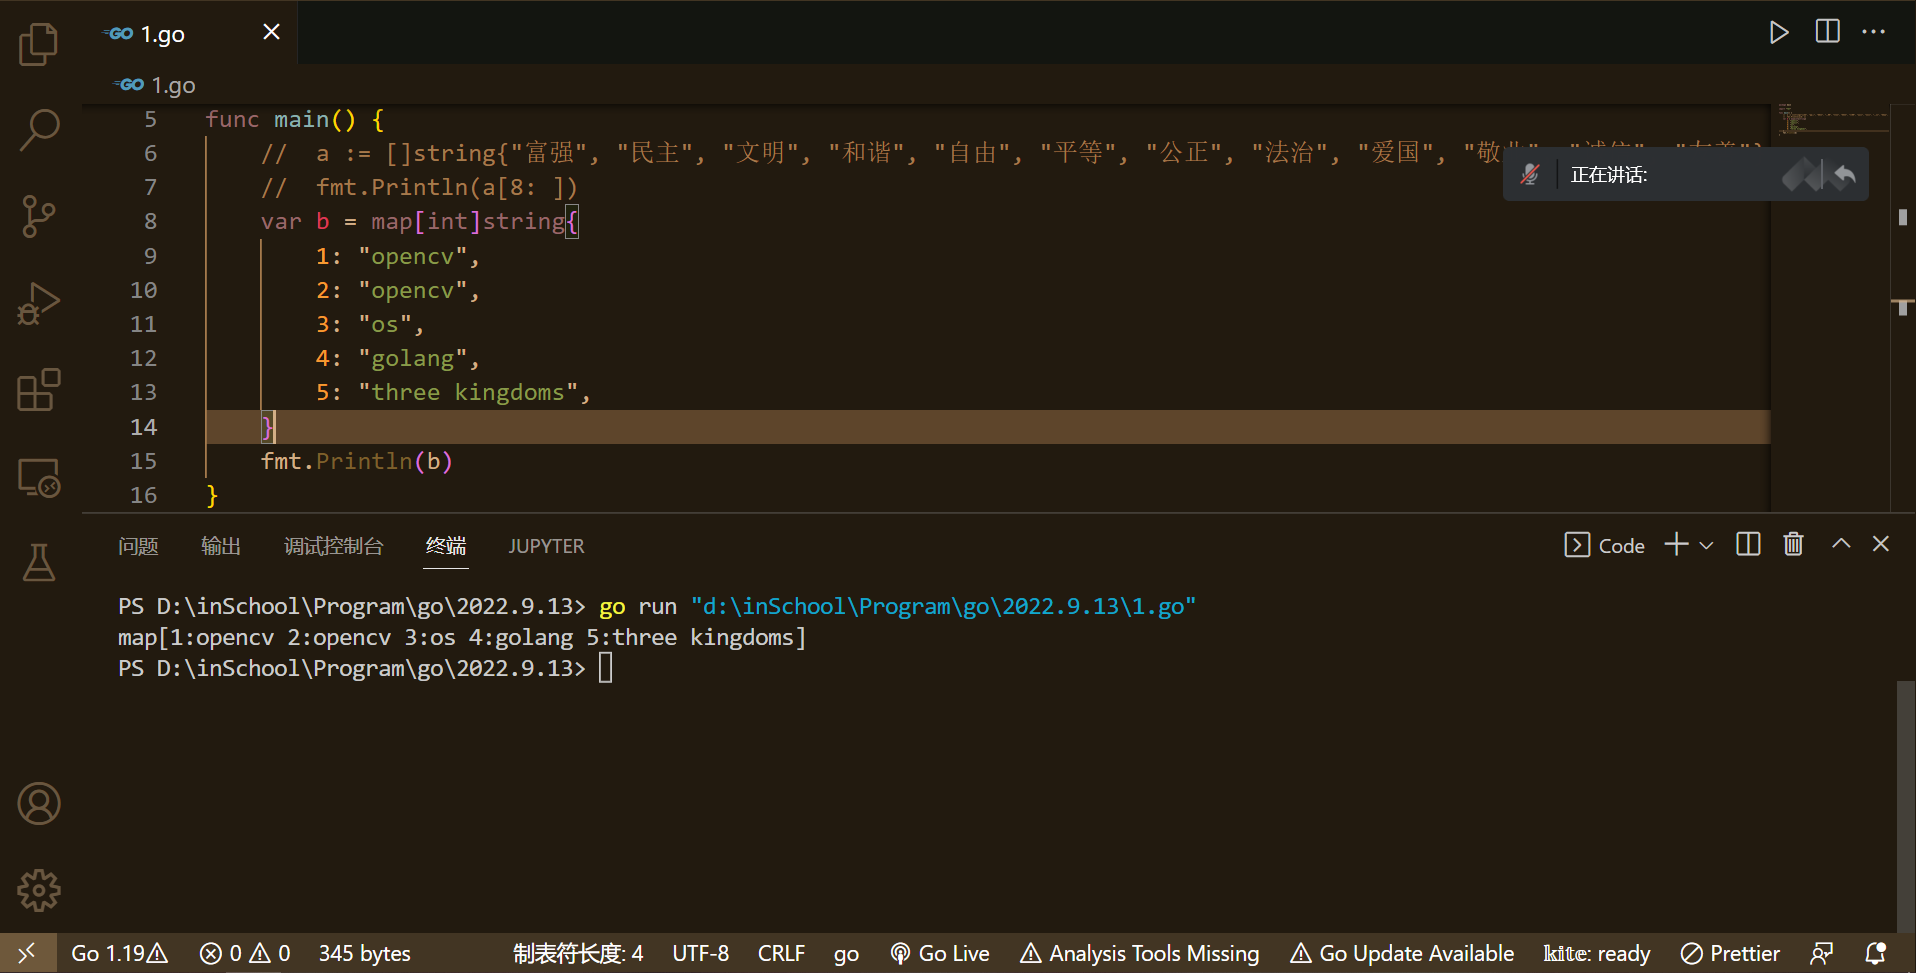 GO 1.go
GO 1.go
5 func main() {
6 // a := []string{"富强", "民主", "文明", "和谐", "自由", "平等", "公正", "法治", "爱国", "敬业", "诚信", "友善"}
正在讲话:
7 // fmt.Println(a[8: ])
8 var b = map[int]string{
9 1: "opencv",
10 2: "opencv",
11 3: "os",
12 4: "golang",
13 5: "three kingdoms",
14 }
15 fmt.Println(b)
16 }
问题 输出 调试控制台 终端 JUPYTER Code
PS D:\inSchool\Program\go\2022.9.13> go run "d:\inSchool\Program\go\2022.9.13\1.go"
map[1:opencv 2:opencv 3:os 4:golang 5:three kingdoms]
PS D:\inSchool\Program\go\2022.9.13>
Go 1.19 0 0 345 bytes 制表符长度: 4 UTF-8 CRLF go Go Live Analysis Tools Missing Go Update Available kite: ready Prettier